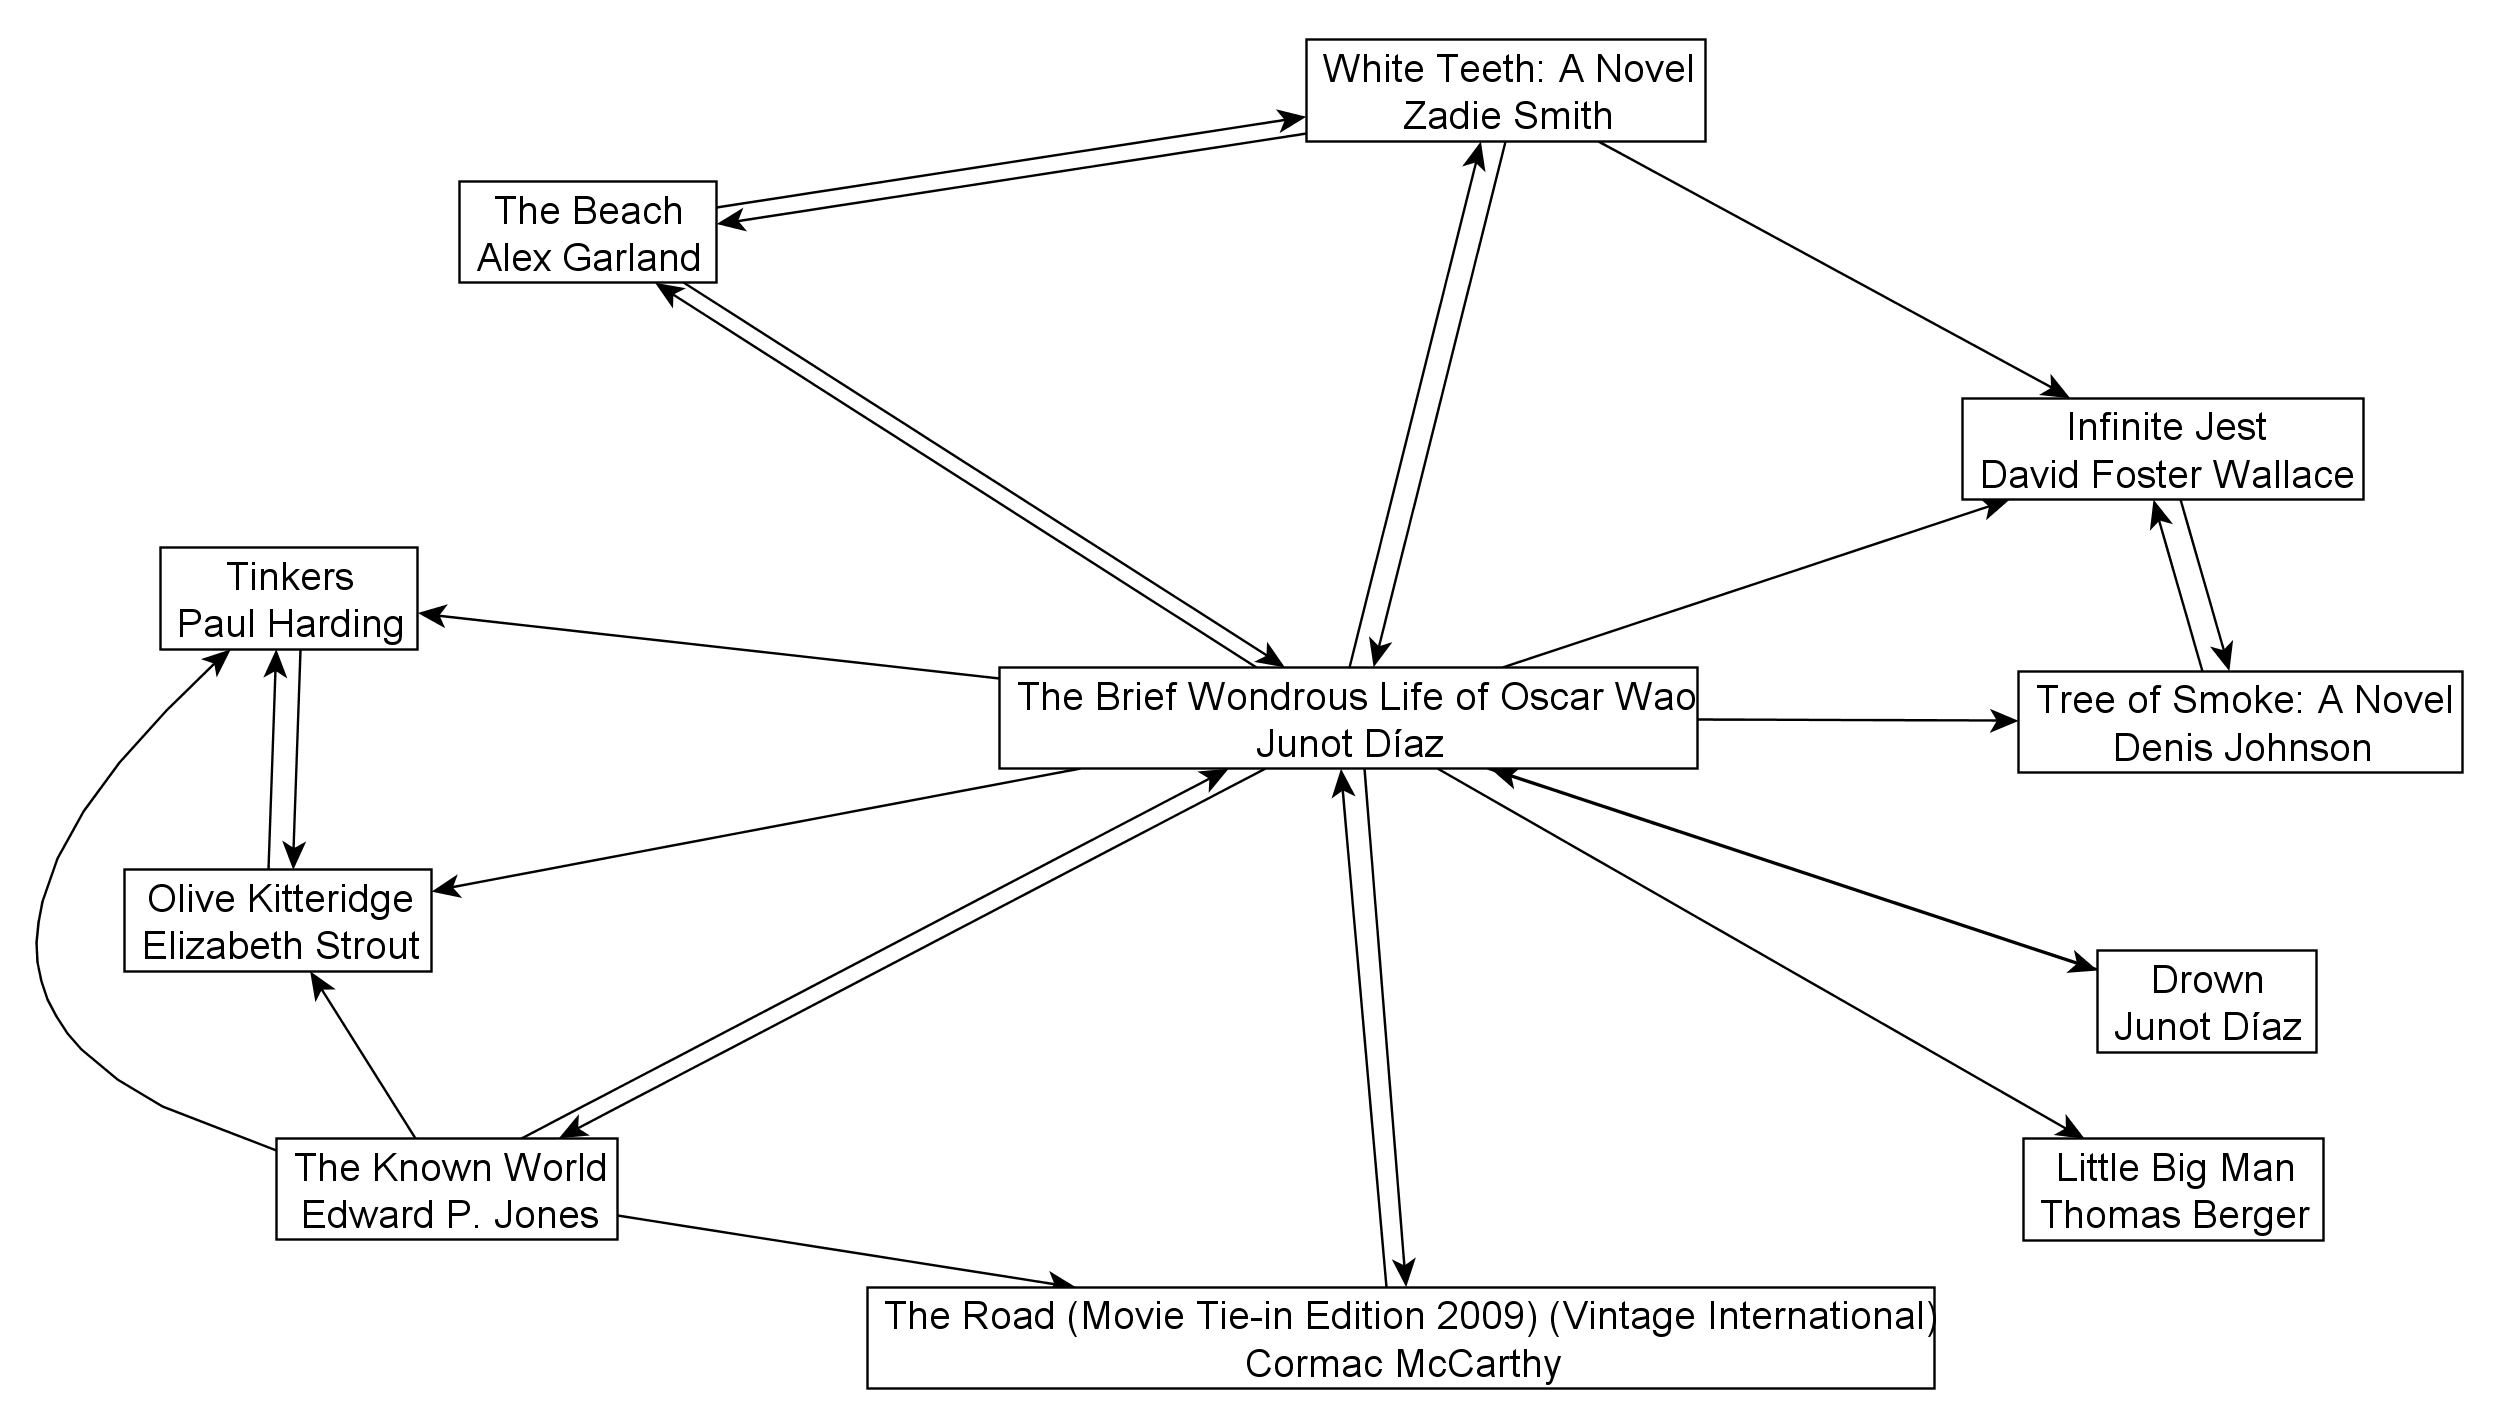 White Teeth: A Novel
Zadie Smith
The Beach
Alex Garland
Infinite Jest
David Foster Wallace
Tinkers
Paul Harding
The Brief Wondrous Life of Oscar Wao
Junot Díaz
Tree of Smoke: A Novel
Denis Johnson
Olive Kitteridge
Elizabeth Strout
Drown
Junot Díaz
The Known World
Edward P. Jones
Little Big Man
Thomas Berger
The Road (Movie Tie-in Edition 2009) (Vintage International)
Cormac McCarthy